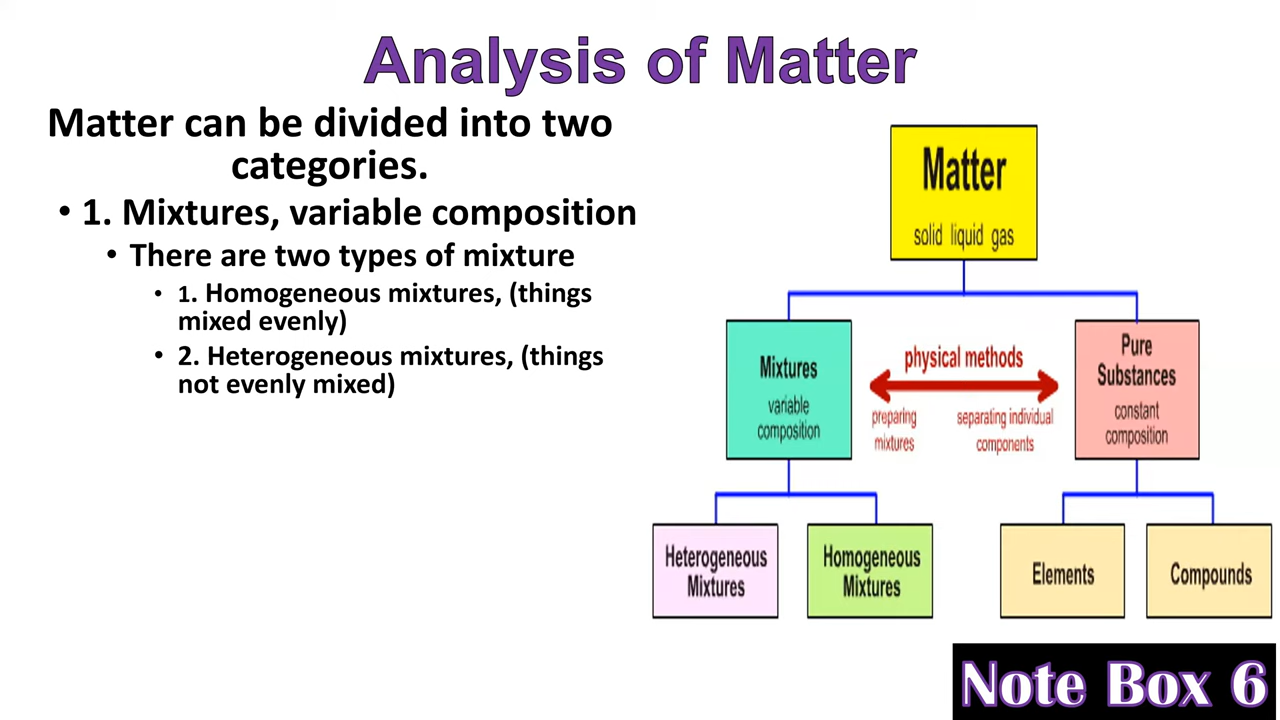 Analysis of Matter
Matter can be divided into two
categories.
• 1. Mixtures, variable composition
• There are two types of mixture
• 1. Homogeneous mixtures, (things
mixed evenly)
• 2. Heterogeneous mixtures, (things
not evenly mixed)
Matter
solid liquid gas
Mixtures
variable
composition
physical methods
preparing
mixtures
separating individual
components
Pure
Substances
constant
composition
Heterogeneous
Mixtures
Homogeneous
Mixtures
Elements
Compounds
Note Box 6